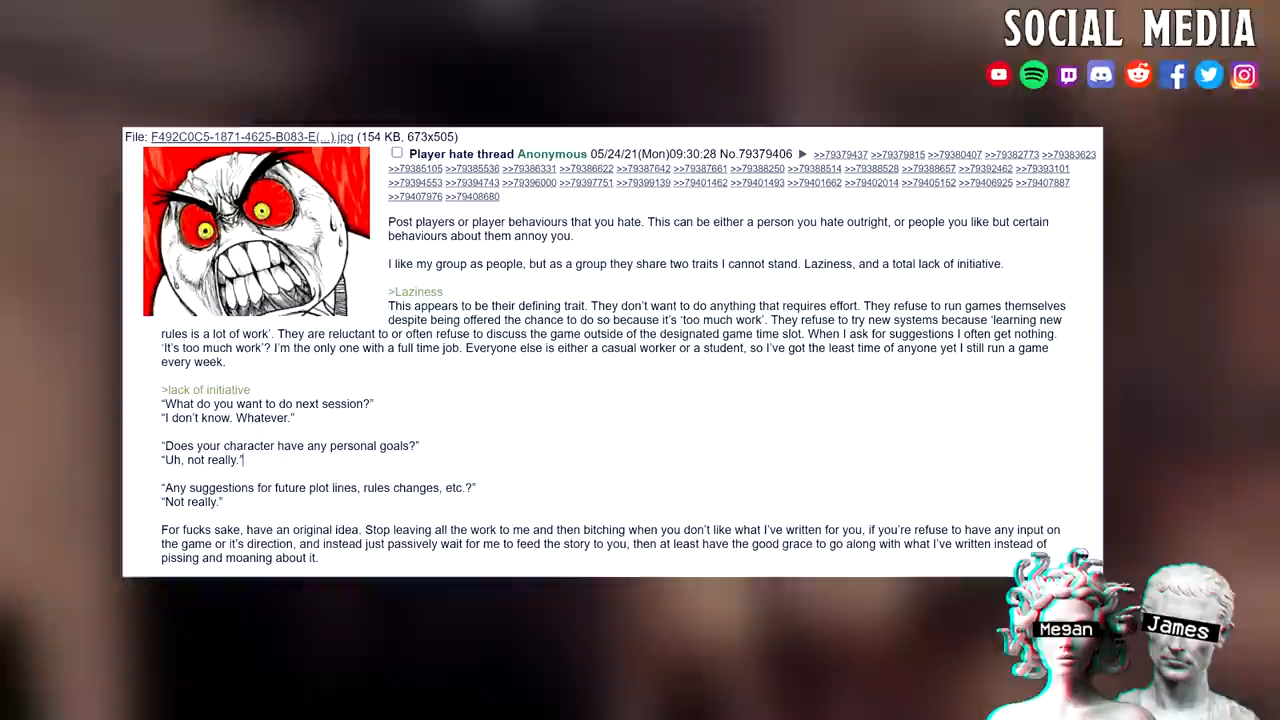 SOCIAL MEDIA
File: F492C0C5-1871-4625-B083-E(...).jpg (154 KB, 673x505)
Player hate thread Anonymous 05/24/21(Mon)09:30:28 No.79379406 ▶ >>79379437 >>79379815 >>79380407 >>79382773 >>79383623
>>79385105 >>79385536 >>79386331 >>79386622 >>79387642 >>79387661 >>79388250 >>79388514 >>79388528 >>79388657 >>79392462 >>79393101
>>79394553 >>79394743 >>79396000 >>79397751 >>79399139 >>79401462 >>79401493 >>79401662 >>79402014 >>79405152 >>79406925 >>79407887
>>79407976 >>79408680
Post players or player behaviours that you hate. This can be either a person you hate outright, or people you like but certain
behaviours about them annoy you.
I like my group as people, but as a group they share two traits I cannot stand. Laziness, and a total lack of initiative.
>Laziness
This appears to be their defining trait. They don’t want to do anything that requires effort. They refuse to run games themselves
despite being offered the chance to do so because it’s ‘too much work’. They refuse to try new systems because ‘learning new
rules is a lot of work’. They are reluctant to or often refuse to discuss the game outside of the designated game time slot. When I ask for suggestions I often get nothing.
‘It’s too much work’? I’m the only one with a full time job. Everyone else is either a casual worker or a student, so I’ve got the least time of anyone yet I still run a game
every week.
>lack of initiative
“What do you want to do next session?”
“I don’t know. Whatever.”
“Does your character have any personal goals?”
“Uh, not really.”
“Any suggestions for future plot lines, rules changes, etc.?”
“Not really.”
For fucks sake, have an original idea. Stop leaving all the work to me and then bitching when you don’t like what I’ve written for you, if you’re refuse to have any input on
the game or it’s direction, and instead just passively wait for me to feed the story to you, then at least have the good grace to go along with what I’ve written instead of
pissing and moaning about it.
Megan
James